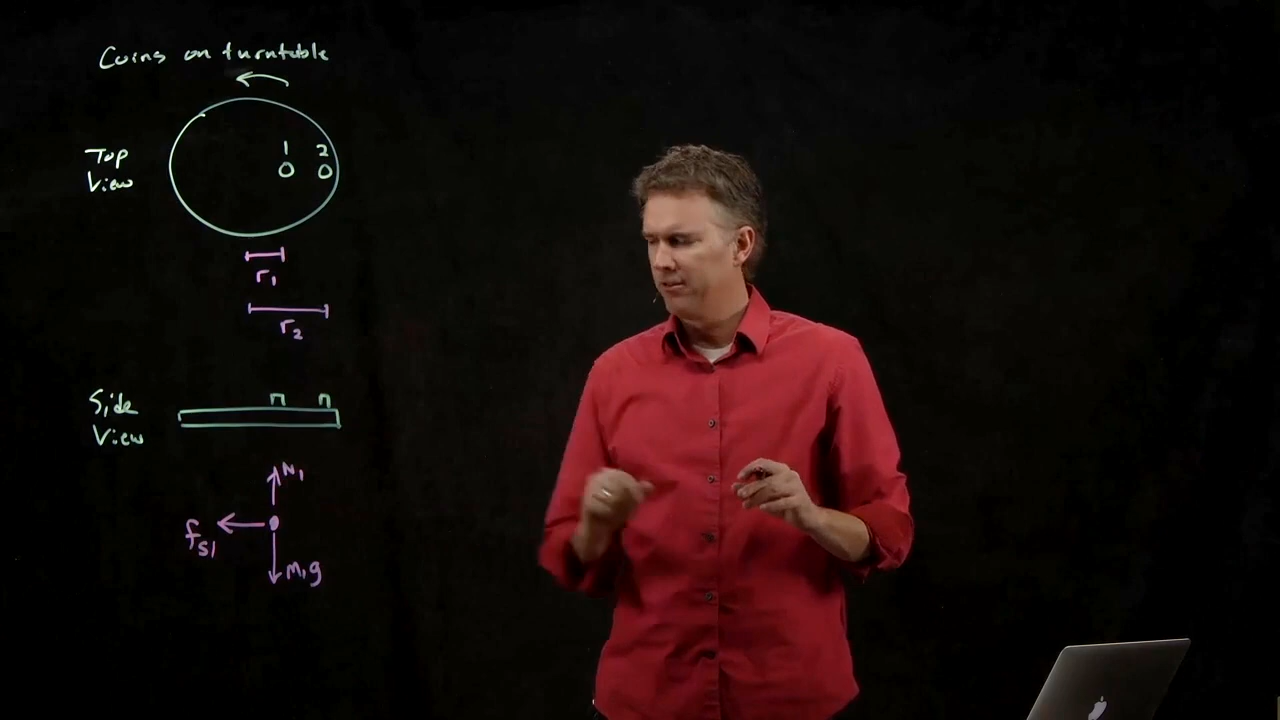 Coins on turntable
Top
View
1 2
r1
r2
Side
View
N1
fs1
m1g